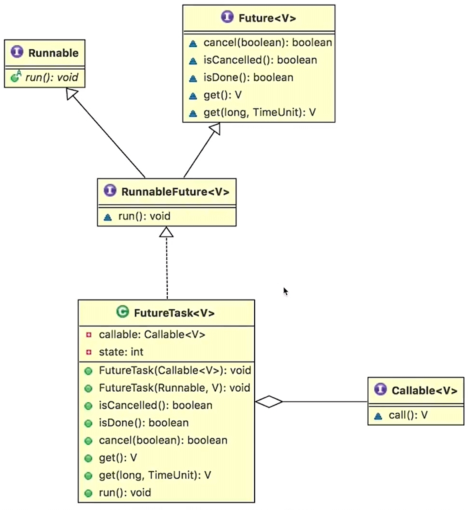 I Future<V>
cancel(boolean): boolean
isCancelled(): boolean
isDone(): boolean
get(): V
get(long, TimeUnit): V
I Runnable
A run(): void
I RunnableFuture<V>
run(): void
C FutureTask<V>
callable: Callable<V>
state: int
FutureTask(Callable<V>): void
FutureTask(Runnable, V): void
isCancelled(): boolean
isDone(): boolean
cancel(boolean): boolean
get(): V
get(long, TimeUnit): V
run(): void
I Callable<V>
call(): V